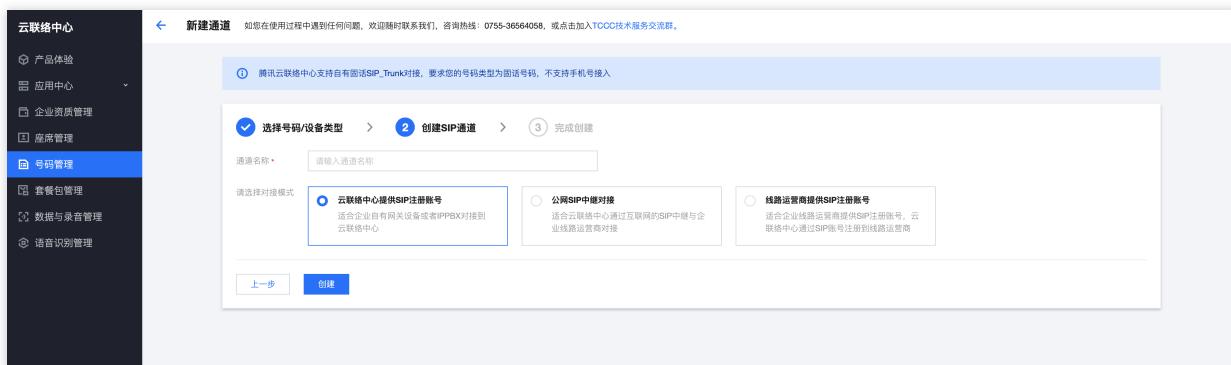 云联络中心
新建通道 如您在使用过程中遇到任何问题，欢迎随时联系我们，咨询热线：0755-36564058，或点击加入TCCC技术服务交流群。
产品体验
应用中心
企业资质管理
座席管理
号码管理
套餐包管理
数据与录音管理
语音识别管理
腾讯云联络中心支持自有固话SIP_Trunk对接，要求您的号码类型为固话号码，不支持手机号接入
选择号码/设备类型 > 2 创建SIP通道 > 3 完成创建
通道名称 * 请输入通道名称
请选择对接模式
云联络中心提供SIP注册账号
适合企业自有网关设备或者IPPBX对接到
云联络中心
公网SIP中继对接
适合云联络中心通过互联网的SIP中继与企
业线路运营商对接
线路运营商提供SIP注册账号
适合企业线路运营商提供SIP注册账号，云
联络中心通过SIP账号注册到线路运营商
上一步 创建